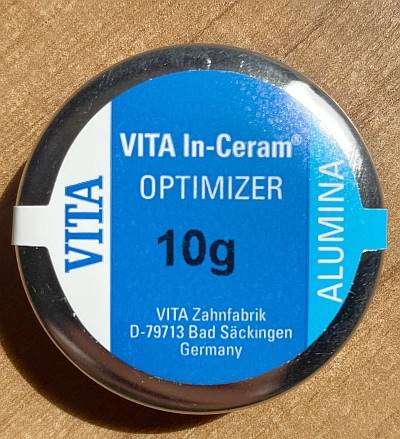 VITA
VITA In-Ceram®
OPTIMIZER
10g
VITA Zahnfabrik
D-79713 Bad Säckingen
Germany
ALUMINA